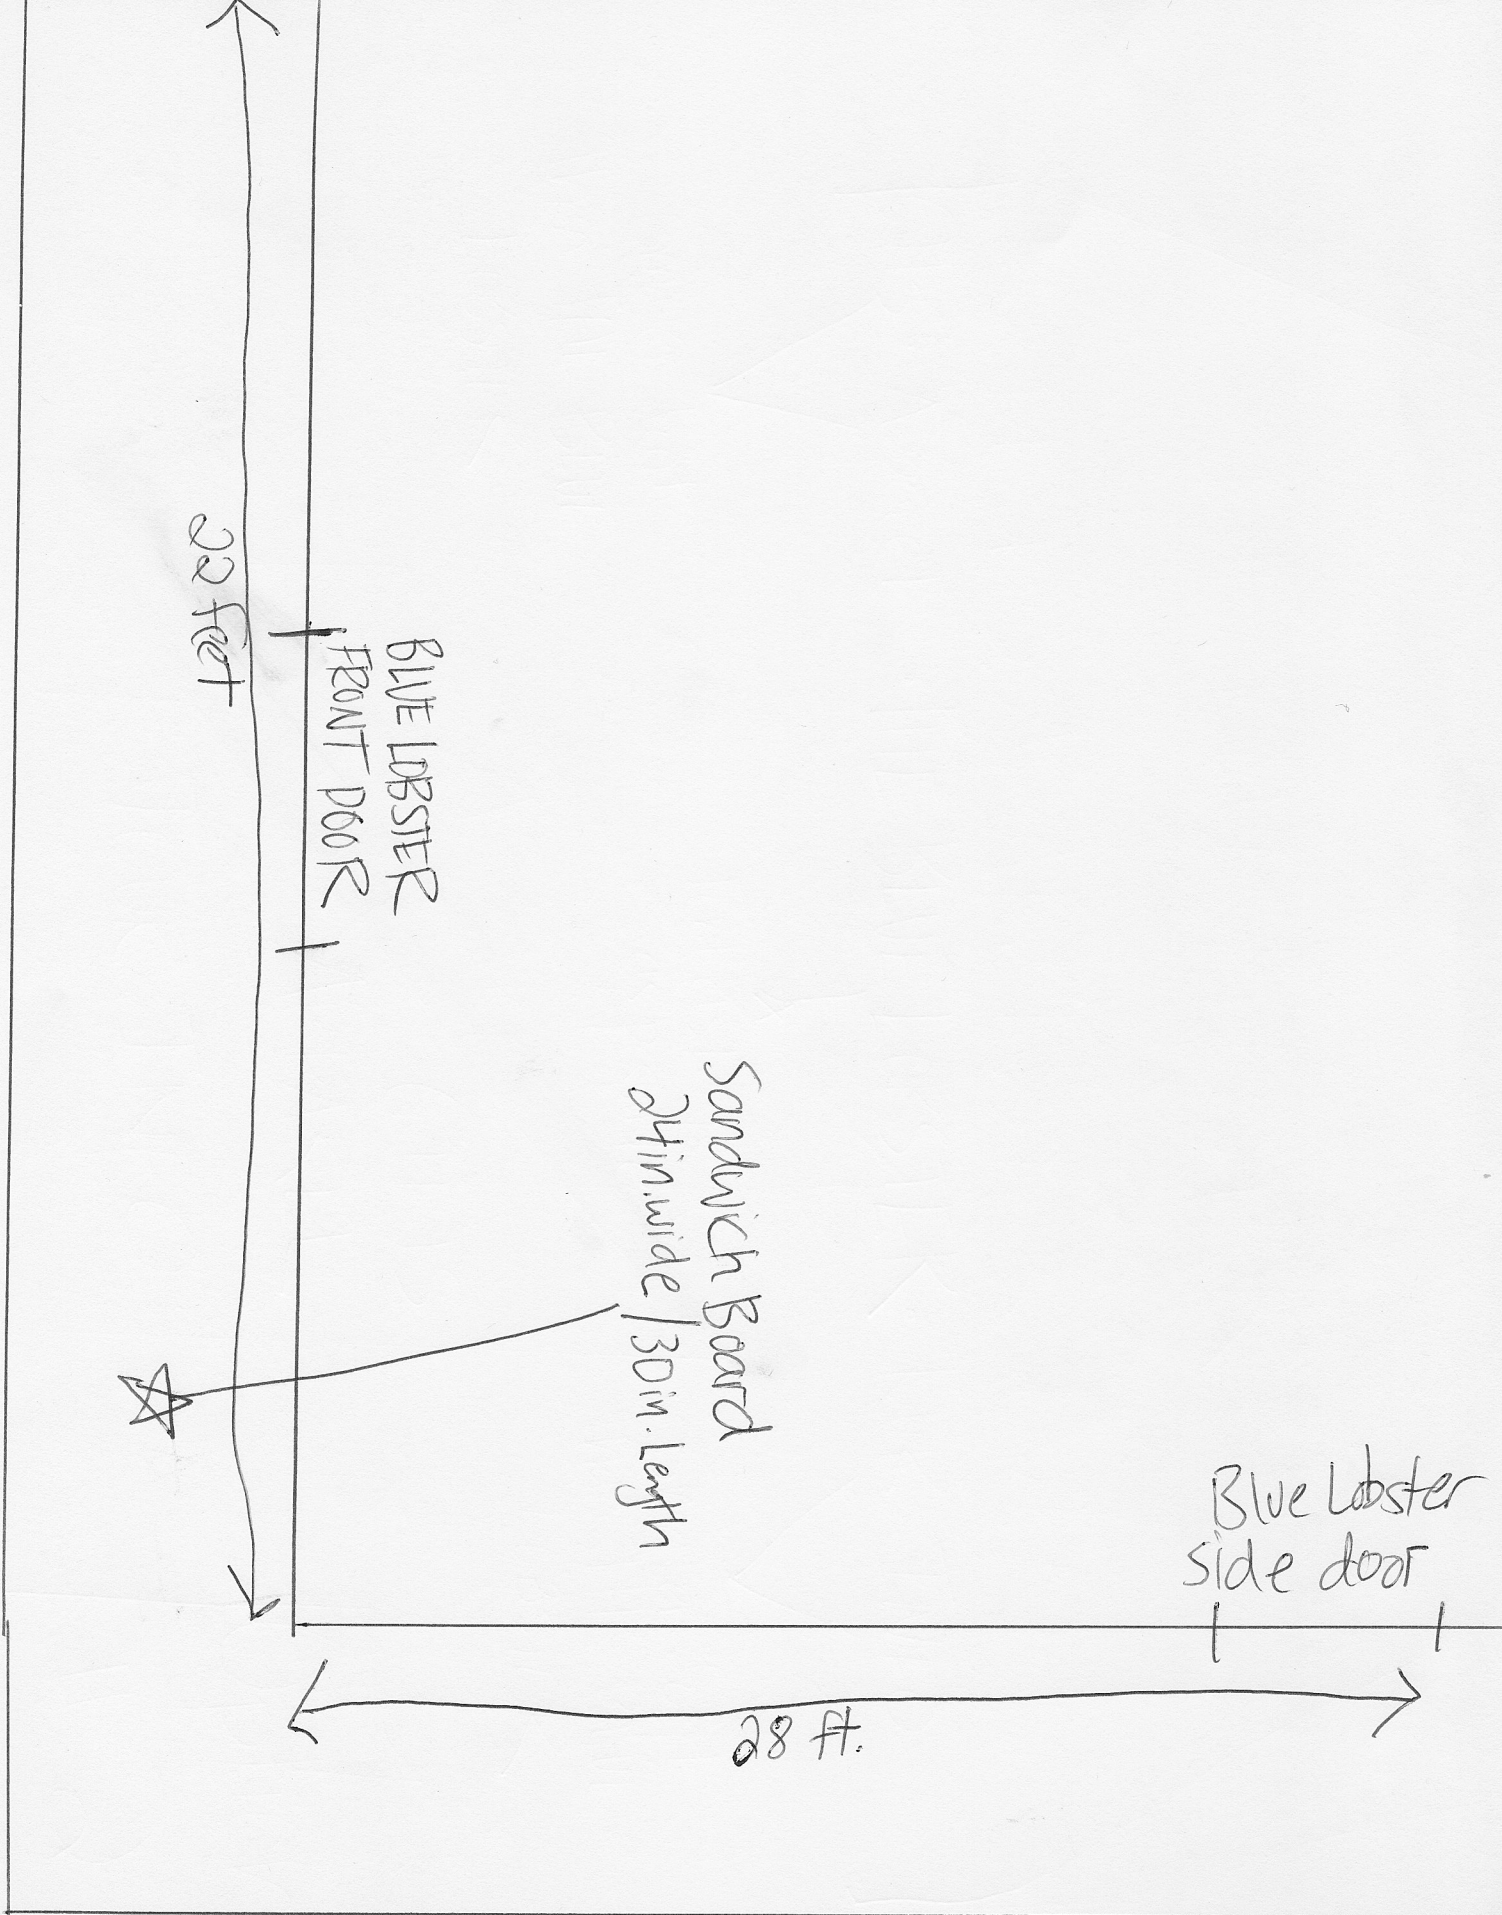 22 feet
BLUE LOBSTER
FRONT DOOR
Sandwich Board
24in.wide / 30in. Length
Blue Lobster
side door
28 ft.